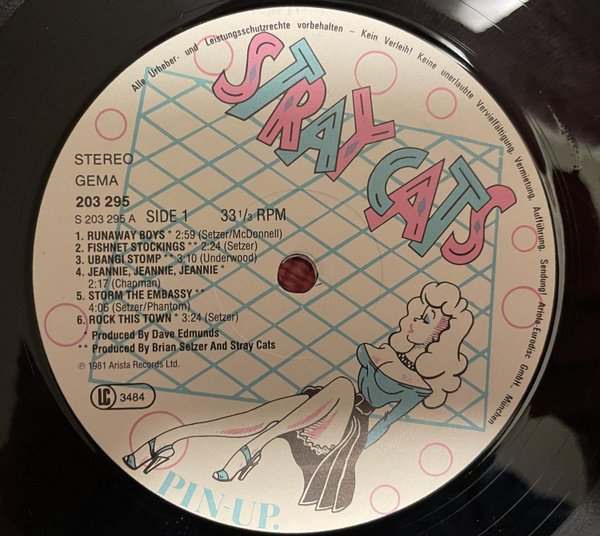 Alle Urheber- und Leistungsschutzrechte vorbehalten – Kein Verleih! Keine unerlaubte Vervielfältigung, Vermietung, Aufführung, Sendung! Ariola-Eurodisc GmbH, München
STRAY CATS
STEREO
GEMA
203 295
S 203 295 A SIDE 1 33 1/3 RPM
1. RUNAWAY BOYS * 2:59 (Setzer/McDonnell)
2. FISHNET STOCKINGS ** 2:24 (Setzer)
3. UBANGI STOMP ** 3:10 (Underwood)
4. JEANNIE, JEANNIE, JEANNIE *
2:17 (Chapman)
5. STORM THE EMBASSY **
4:06 (Setzer/Phantom)
6. ROCK THIS TOWN * 3:24 (Setzer)
* Produced By Dave Edmunds
** Produced By Brian Setzer And Stray Cats
℗ 1981 Arista Records Ltd.
LC 3484
PIN-UP.